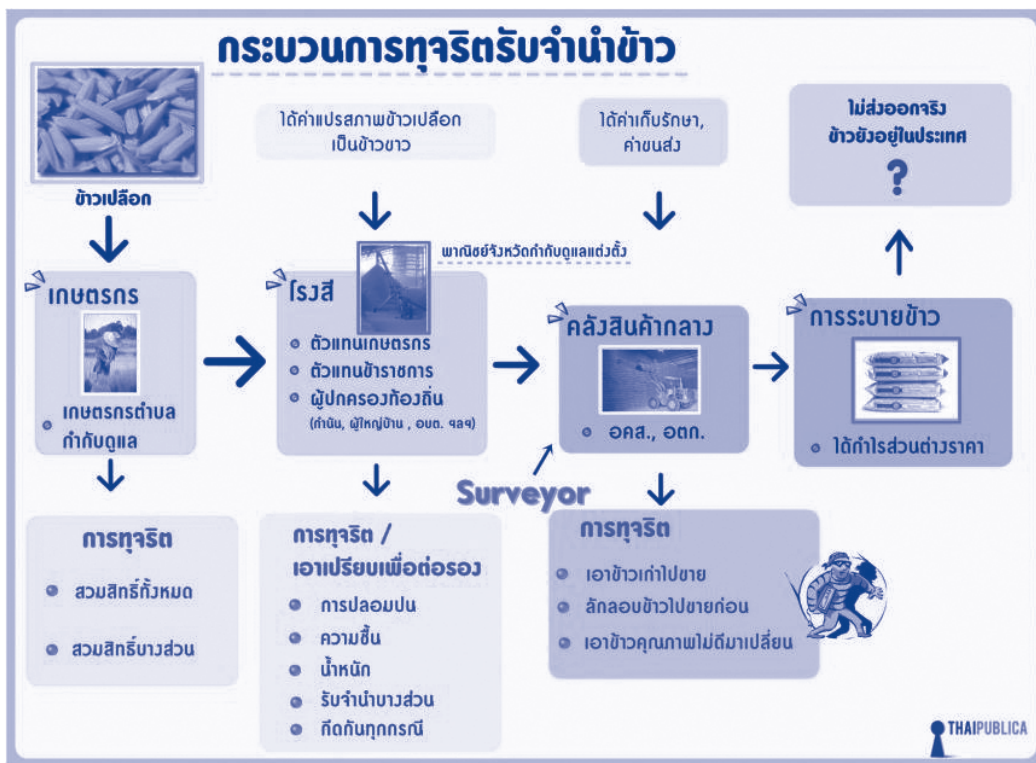 กระบวนการทุจริตรับจำนำข้าว
ข้าวเปลือก
ได้ค่าแปรสภาพข้าวเปลือก
เป็นข้าวขาว
ได้ค่าเก็บรักษา,
ค่าขนส่ง
ไม่ส่งออกจริง
ข้าวยังอยู่ในประเทศ
?
พาณิชย์จังหวัดกำกับดูแลแต่งตั้ง
เกษตรกร
เกษตรกรตำบล
กำกับดูแล
โรงสี
ตัวแทนเกษตรกร
ตัวแทนข้าราชการ
ผู้ปกครองท้องถิ่น
(กำนัน, ผู้ใหญ่บ้าน , อบต. ฯลฯ)
คลังสินค้ากลาง
อคส., อตก.
การระบายข้าว
ได้กำไรส่วนต่างราคา
Surveyor
การทุจริต
สวมสิทธิ์ทั้งหมด
สวมสิทธิ์บางส่วน
การทุจริต /
เอาเปรียบเพื่อต่อรอง
การปลอมปน
ความชื้น
น้ำหนัก
รับจำนำบางส่วน
กีดกันทุกกรณี
การทุจริต
เอาข้าวเก่าไปขาย
ลักลอบข้าวไปขายก่อน
เอาข้าวคุณภาพไม่ดีมาเปลี่ยน
THAIPUBLICA